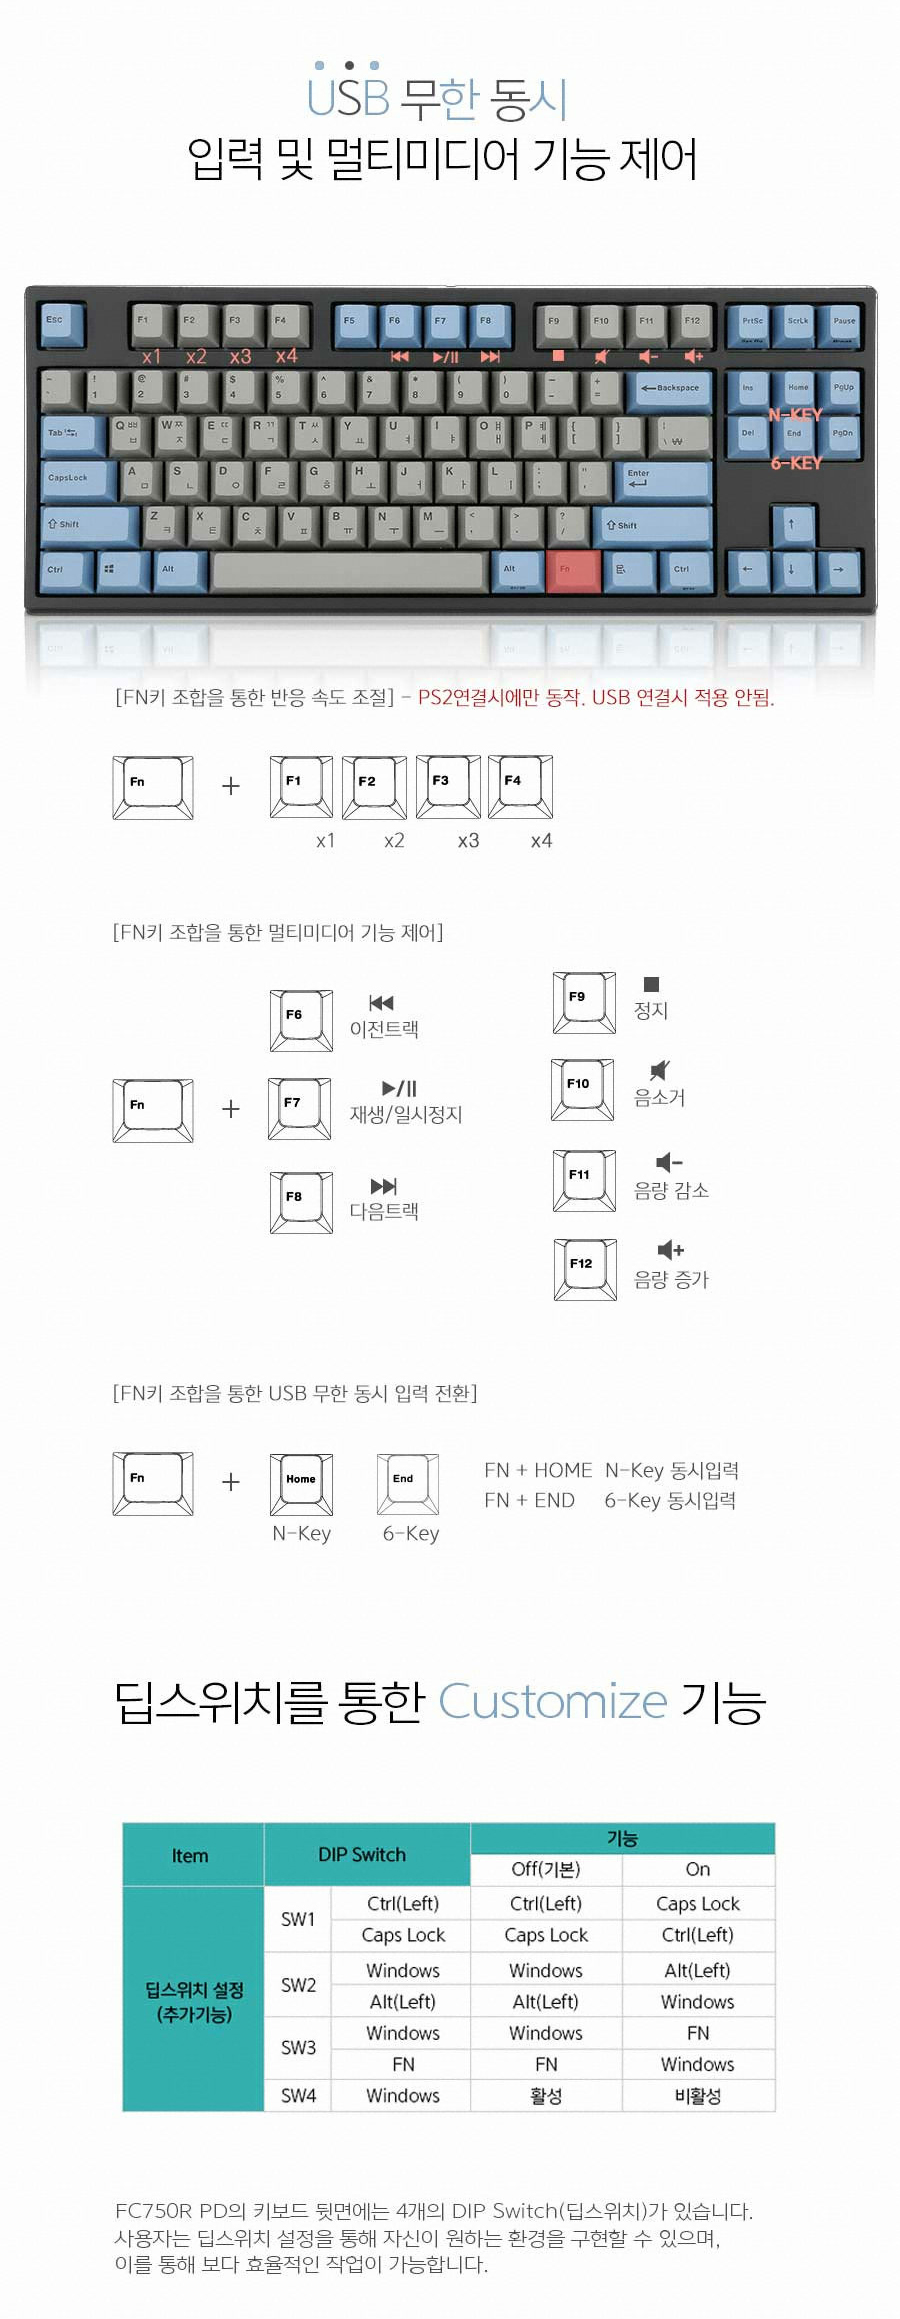 USB 무한 동시
입력 및 멀티미디어 기능 제어
Esc F1 F2 F3 F4 F5 F6 F7 F8 F9 F10 F11 F12 PrtSc ScrLk Pause
x1 x2 x3 x4
~ ! @ # $ % ^ & * ( ) _ + ←Backspace Ins Home PgUp
` 1 2 3 4 5 6 7 8 9 0 - =
N-KEY
Tab Q ㅃ W ㅉ E ㄸ R ㄲ T ㅆ Y U I O ㅒ P ㅖ { } | Del End PgDn
ㅂ ㅈ ㄷ ㄱ ㅅ ㅛ ㅕ ㅑ ㅐ ㅔ [ ] \ ₩
6-KEY
CapsLock A S D F G H J K L : " Enter
ㅁ ㄴ ㅇ ㄹ ㅎ ㅗ ㅓ ㅏ ㅣ ; '
⇧ Shift Z X C V B N M < > ? ⇧ Shift ↑
ㅋ ㅌ ㅊ ㅍ ㅠ ㅜ ㅡ , . /
Ctrl Alt Alt Fn Ctrl ← ↓ →
[FN키 조합을 통한 반응 속도 조절] - PS2연결시에만 동작. USB 연결시 적용 안됨.
Fn + F1 F2 F3 F4
x1 x2 x3 x4
[FN키 조합을 통한 멀티미디어 기능 제어]
Fn +
F6 이전트랙
F7 재생/일시정지
F8 다음트랙
F9 정지
F10 음소거
F11 음량 감소
F12 음량 증가
[FN키 조합을 통한 USB 무한 동시 입력 전환]
Fn + Home End
N-Key 6-Key
FN + HOME N-Key 동시입력
FN + END 6-Key 동시입력
딥스위치를 통한 Customize 기능
Item DIP Switch 기능
Off(기본) On
딥스위치 설정
(추가기능)
SW1 Ctrl(Left) Ctrl(Left) Caps Lock
Caps Lock Caps Lock Ctrl(Left)
SW2 Windows Windows Alt(Left)
Alt(Left) Alt(Left) Windows
SW3 Windows Windows FN
FN FN Windows
SW4 Windows 활성 비활성
FC750R PD의 키보드 뒷면에는 4개의 DIP Switch(딥스위치)가 있습니다.
사용자는 딥스위치 설정을 통해 자신이 원하는 환경을 구현할 수 있으며,
이를 통해 보다 효율적인 작업이 가능합니다.